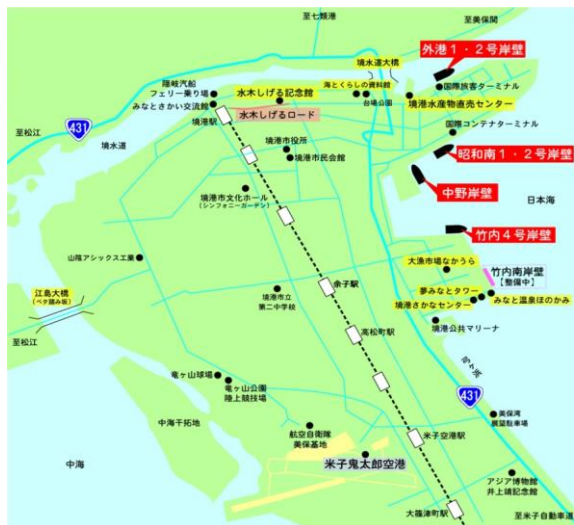 至七類港
至美保関
外港1・2号岸壁
境水道大橋
隠岐汽船
フェリー乗り場
海とくらしの資料館
国際旅客ターミナル
水木しげる記念館
みなとさかい交流館
台場公園
境港水産物直売センター
境港駅
水木しげるロード
至松江
431
境水道
国際コンテナターミナル
境港市役所
境港市民会館
昭和南1・2号岸壁
中野岸壁
境港市文化ホール
(シンフォニーガーデン)
日本海
竹内4号岸壁
山陰アシックス工業
大漁市場なかうら
竹内南岸壁
【整備中】
余子駅
夢みなとタワー
江島大橋
(ベタ踏み坂)
境港市立
第二中学校
境港さかなセンター
みなと温泉ほのかみ
境港公共マリーナ
高松町駅
至松江
弓ヶ浜
竜ヶ山球場
竜ヶ山公園
陸上競技場
431
美保湾
展望駐車場
中海干拓地
航空自衛隊
美保基地
米子空港駅
中海
米子鬼太郎空港
アジア博物館
井上靖記念館
大篠津町駅
至米子自動車道